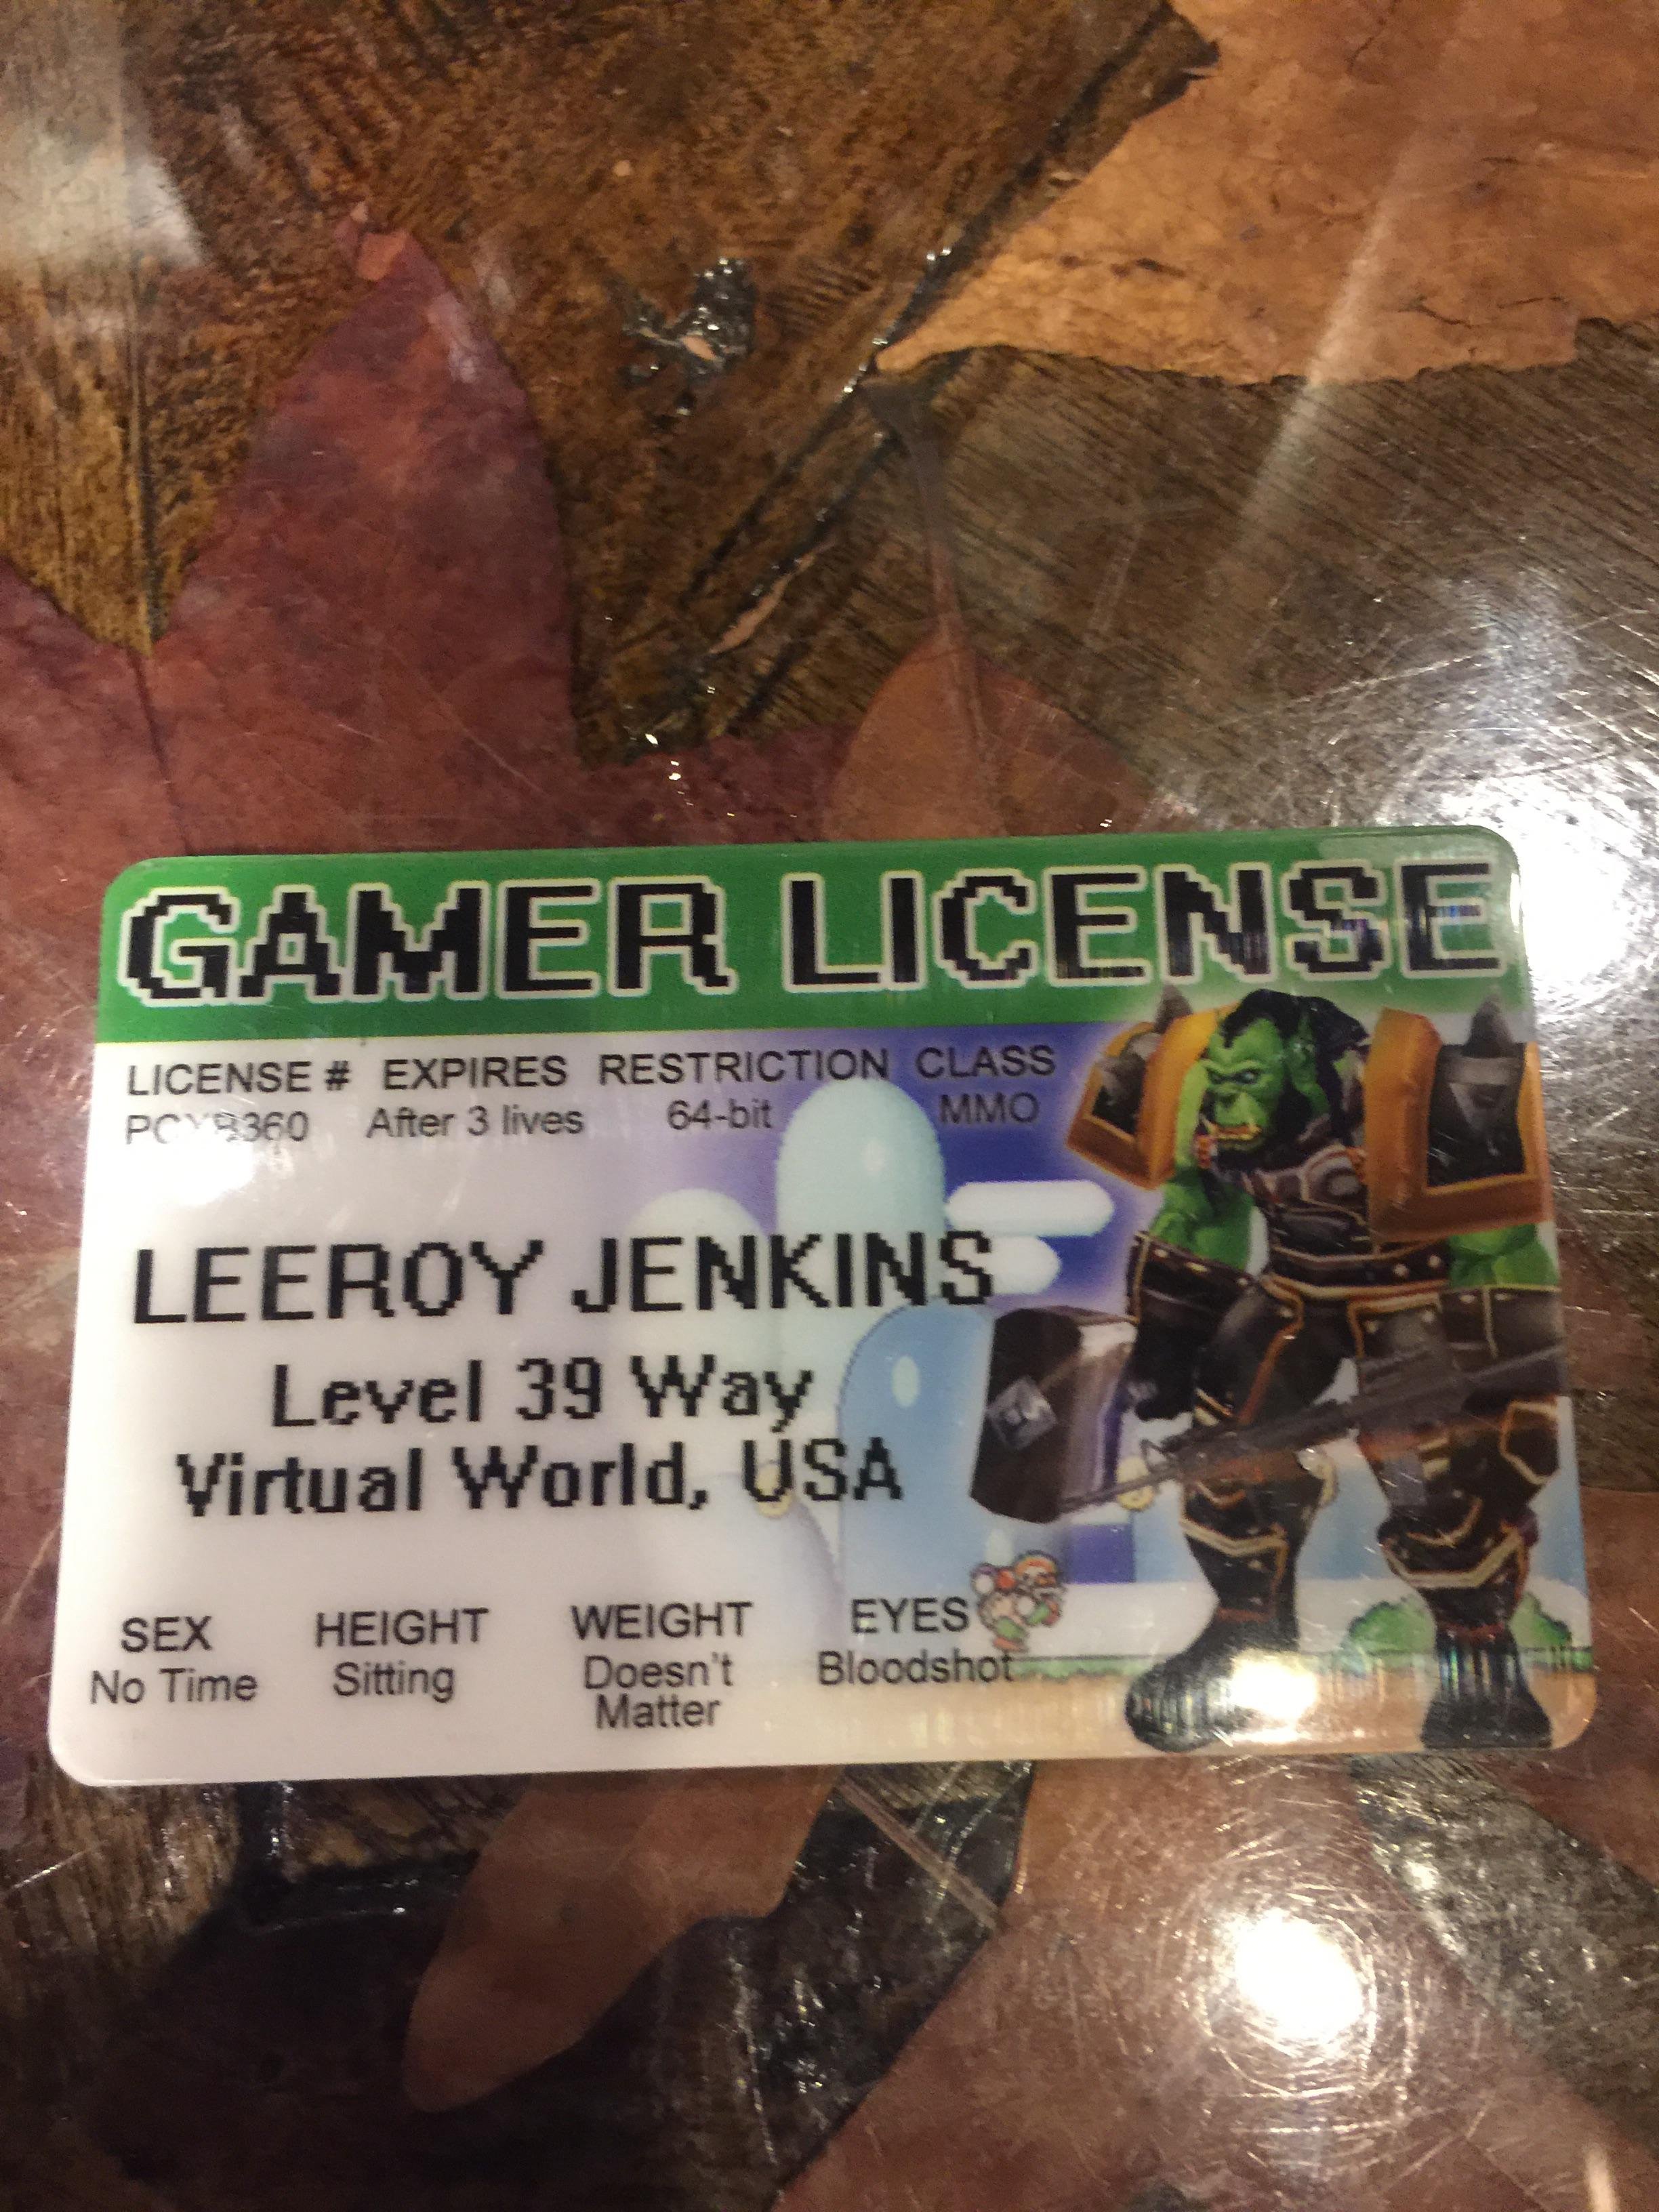 GAMER LICENSE
LICENSE # EXPIRES RESTRICTION CLASS
After 3 lives 64-bit MMO
LEEROY JENKINS
Level 39 Way
Virtual World, USA
SEX HEIGHT WEIGHT EYES
No Time Sitting Doesn't Bloodshot
Matter